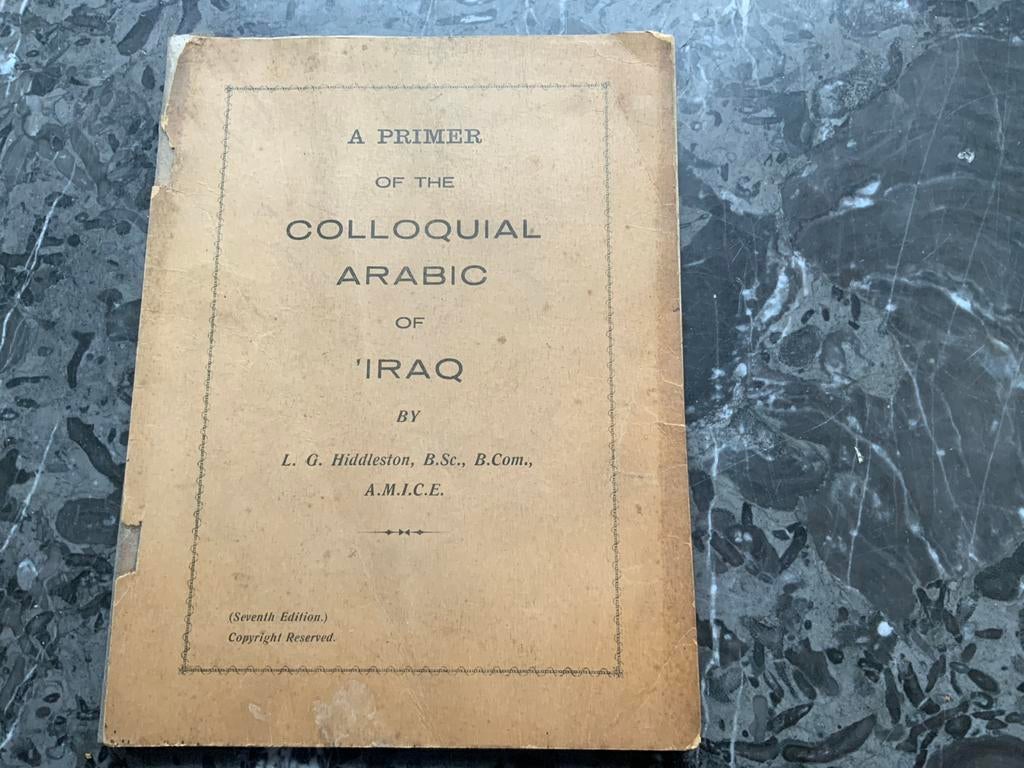 A PRIMER
OF THE
COLLOQUIAL
ARABIC
OF
'IRAQ
BY
L. G. Hiddleston, B.Sc., B.Com.,
A.M.I.C.E.
(Seventh Edition.)
Copyright Reserved.